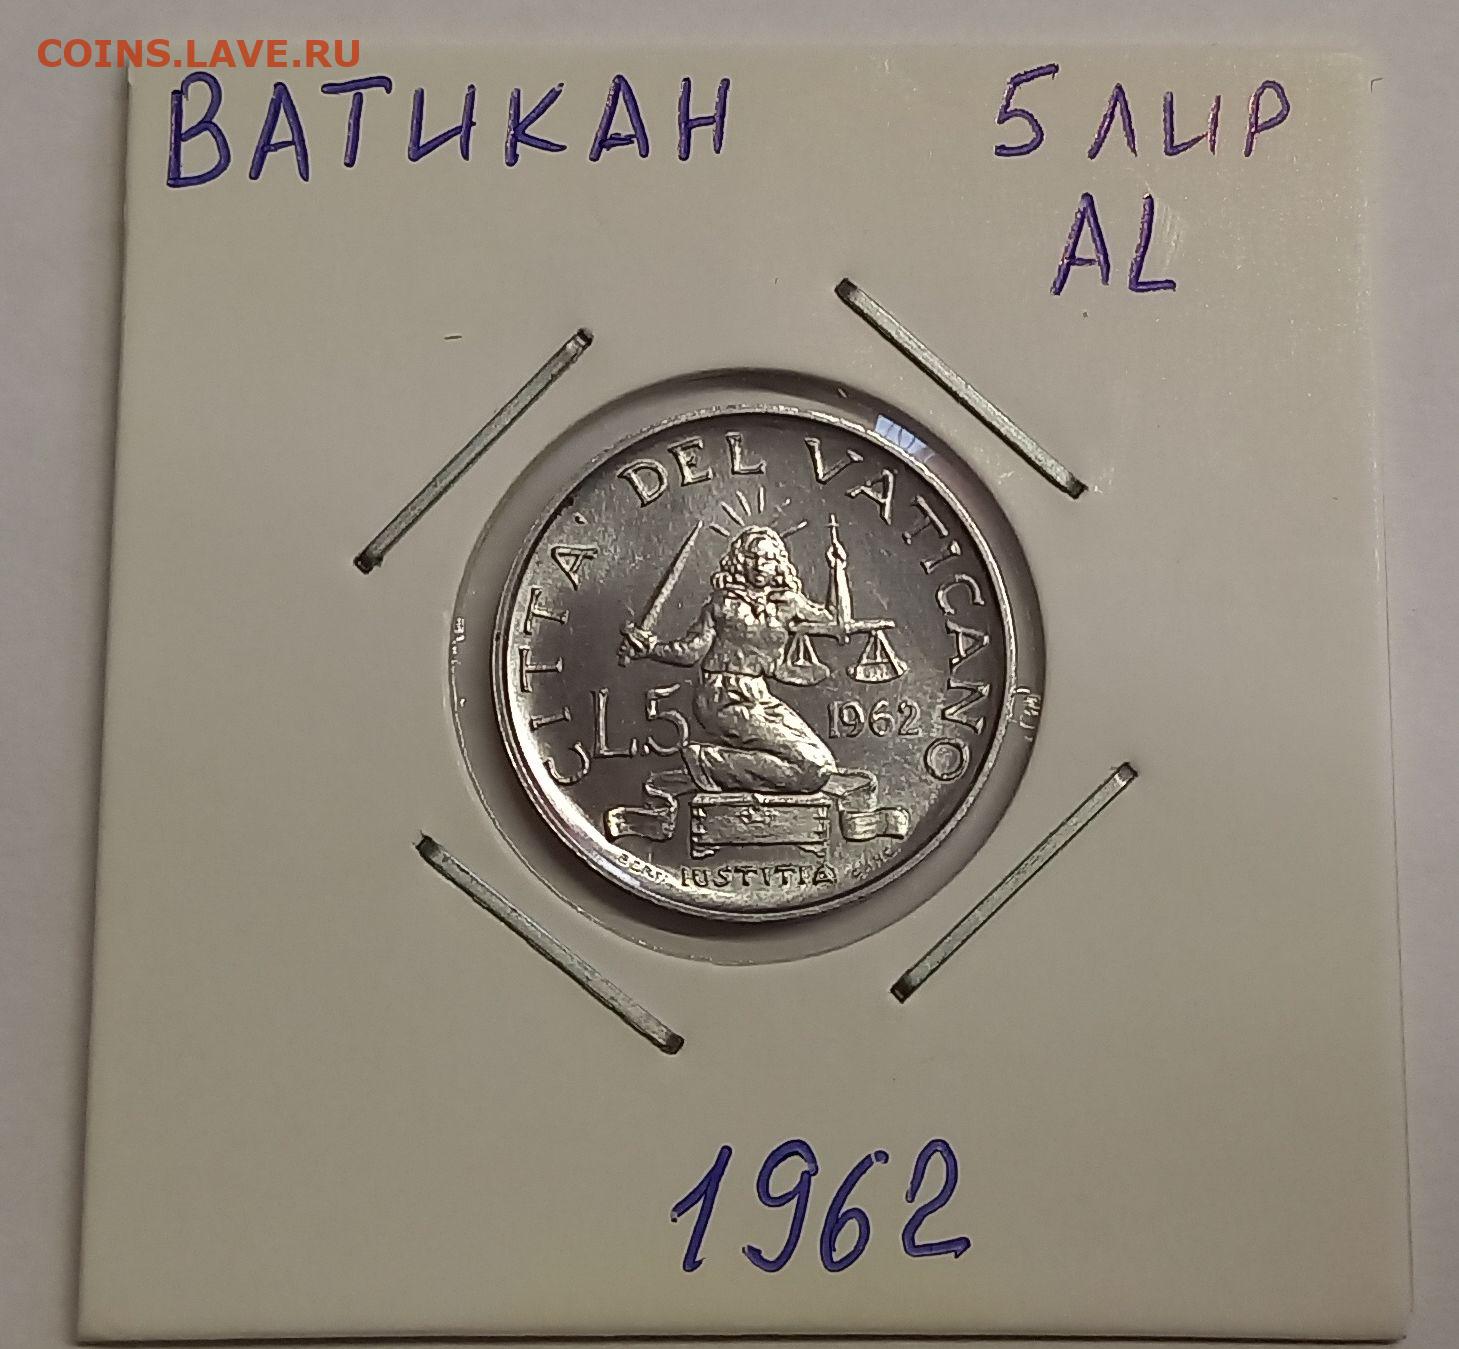 COINS.LAVE.RU
ВАТИКАН 5 ЛИР
AL
CITTA' DEL VATICANO
L.5 1962
IUSTITIA
1962